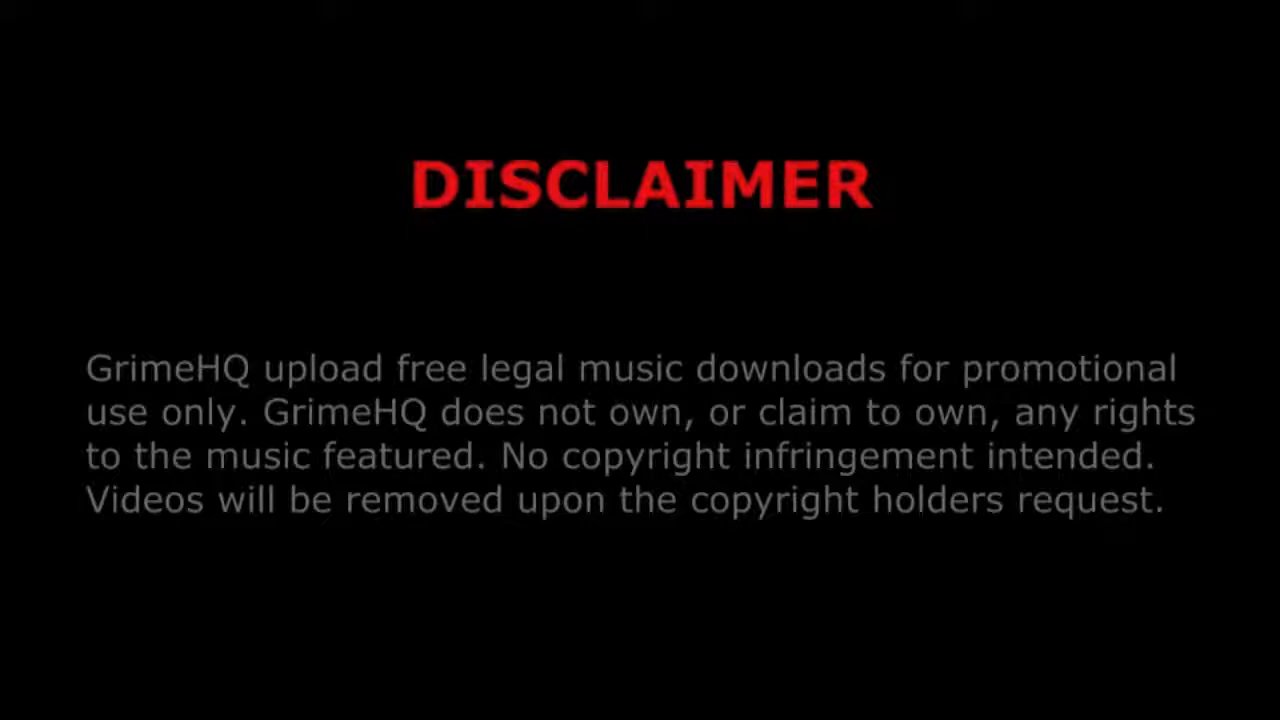 DISCLAIMER
GrimeHQ upload free legal music downloads for promotional
use only. GrimeHQ does not own, or claim to own, any rights
to the music featured. No copyright infringement intended.
Videos will be removed upon the copyright holders request.